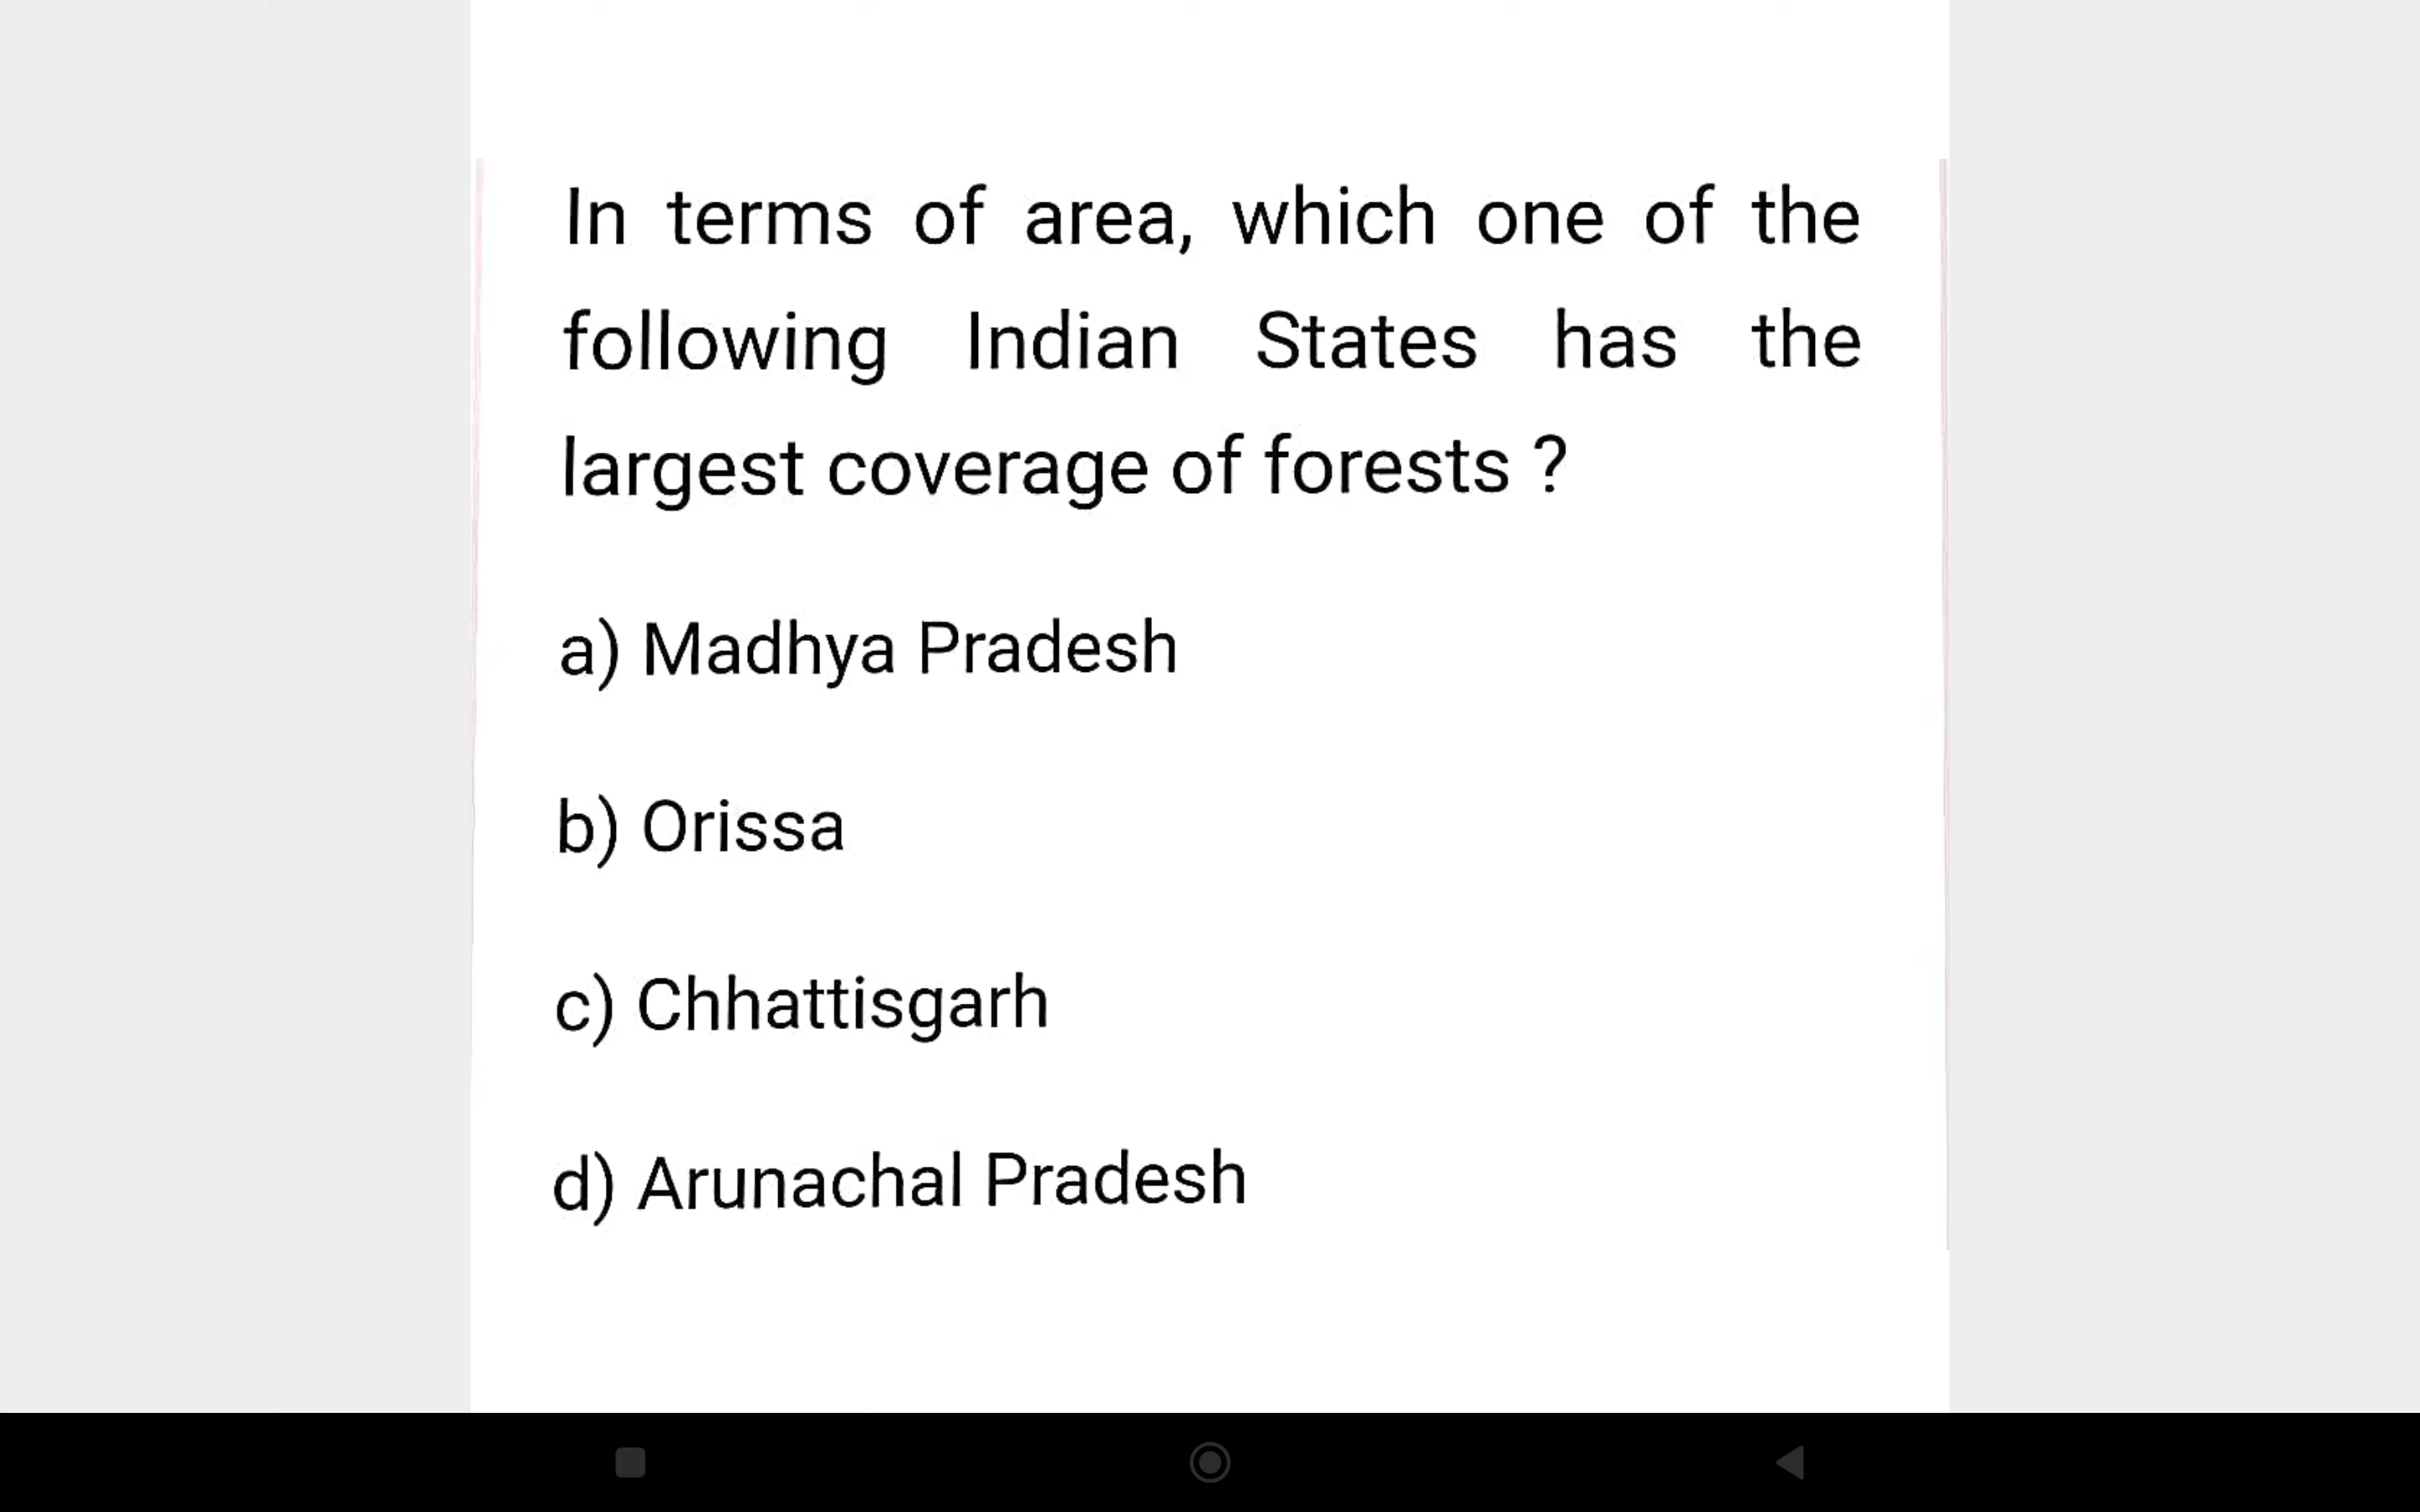 In terms of area, which one of the
following Indian States has the
largest coverage of forests ?
a) Madhya Pradesh
b) Orissa
c) Chhattisgarh
d) Arunachal Pradesh